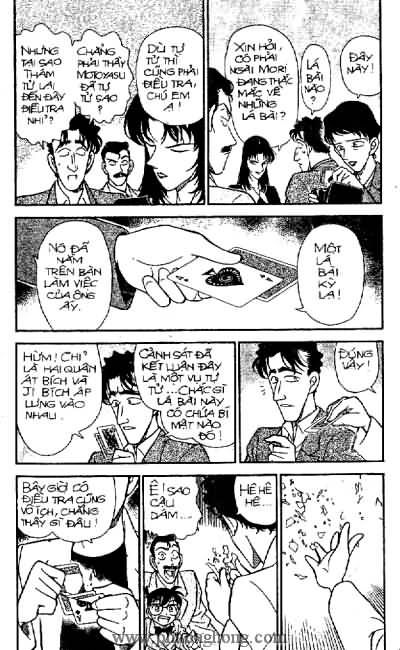 NHƯNG
TẠI SAO
THÁM
TỬ LẠI
ĐẾN ĐÂY
ĐIỀU TRA
NHỈ?
CHẲNG
PHẢI THẦY
MOTOYASU
ĐÃ TỰ
TỬ SAO
?
DÙ TỰ
TỬ THÌ
CŨNG PHẢI
ĐIỀU TRA,
CHÚ EM
Ạ!
XIN HỎI,
CÓ PHẢI
NGÀI MORI
ĐANG THẮC
MẮC VỀ
NHỮNG
LÁ BÀI?
LÁ
BÀI
NÀO
?
ĐÂY
NÀY!
NÓ ĐÃ
NẰM
TRÊN BÀN
LÀM VIỆC
CỦA ÔNG
ẤY.
MỘT
LÁ
BÀI
KỲ
LẠ!
HỪM! CHỈ
LÀ HAI QUÂN
ÁT BÍCH VÀ
JI BÍCH ÁP
LƯNG VÀO
NHAU.
CẢNH SÁT ĐÃ
KẾT LUẬN ĐÂY
LÀ MỘT VỤ TỰ
TỬ... CHẮC GÌ
LÁ BÀI NÀY
CÓ CHỨA BÍ
MẬT NÀO
ĐÓ!
ĐÚNG
VẬY!
BÂY GIỜ CÓ
ĐIỀU TRA CŨNG
VÔ ÍCH, CHẲNG
THẤY GÌ ĐÂU!
Ê! SAO
CẬU
DÁM...
HÊ HÊ
HÊ...